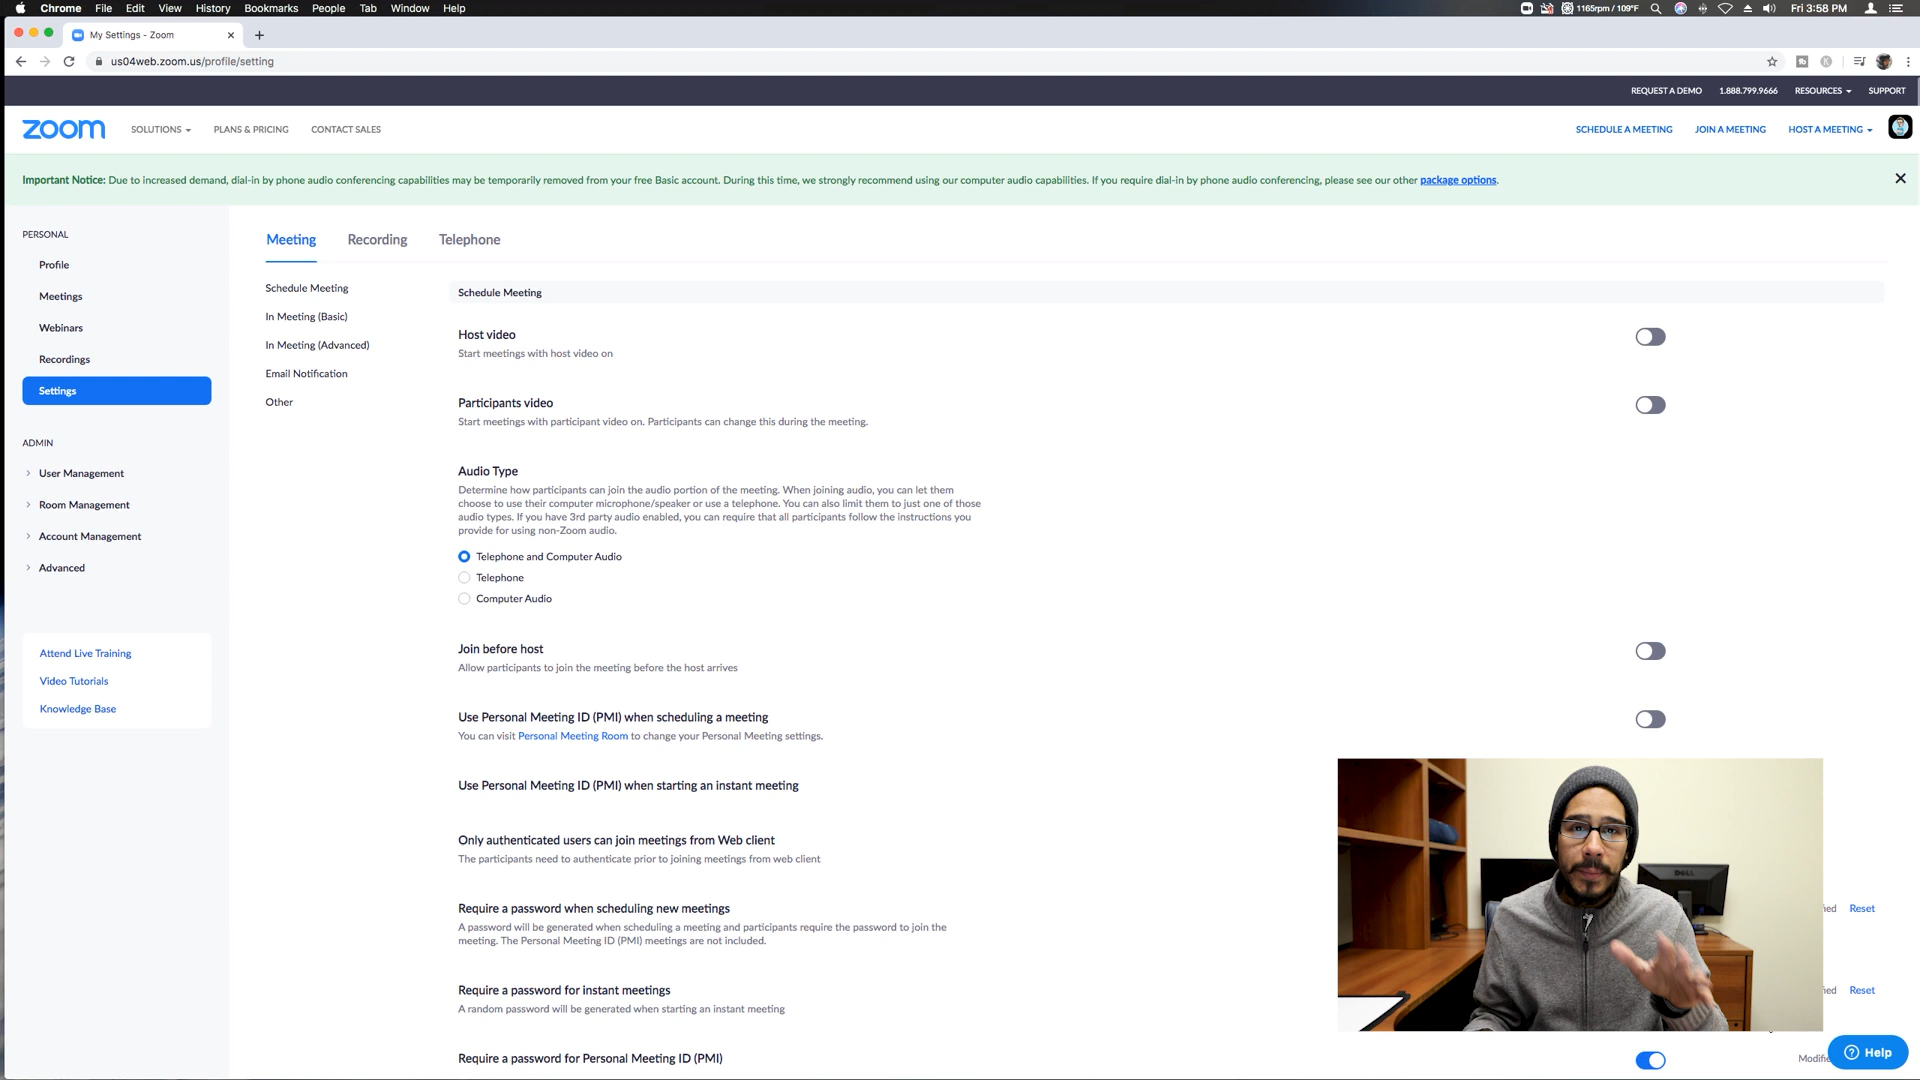 Chrome File Edit View History Bookmarks People Tab Window Help
1165rpm / 109°F
Fri 3:58 PM
My Settings - Zoom
us04web.zoom.us/profile/setting
REQUEST A DEMO 1.888.799.9666 RESOURCES SUPPORT
zoom SOLUTIONS PLANS & PRICING CONTACT SALES
SCHEDULE A MEETING JOIN A MEETING HOST A MEETING
Important Notice: Due to increased demand, dial-in by phone audio conferencing capabilities may be temporarily removed from your free Basic account. During this time, we strongly recommend using our computer audio capabilities. If you require dial-in by phone audio conferencing, please see our other package options.
PERSONAL
Profile
Meetings
Webinars
Recordings
Settings
ADMIN
User Management
Room Management
Account Management
Advanced
Attend Live Training
Video Tutorials
Knowledge Base
Meeting Recording Telephone
Schedule Meeting
In Meeting (Basic)
In Meeting (Advanced)
Email Notification
Other
Schedule Meeting
Host video
Start meetings with host video on
Participants video
Start meetings with participant video on. Participants can change this during the meeting.
Audio Type
Determine how participants can join the audio portion of the meeting. When joining audio, you can let them
choose to use their computer microphone/speaker or use a telephone. You can also limit them to just one of those
audio types. If you have 3rd party audio enabled, you can require that all participants follow the instructions you
provide for using non-Zoom audio.
Telephone and Computer Audio
Telephone
Computer Audio
Join before host
Allow participants to join the meeting before the host arrives
Use Personal Meeting ID (PMI) when scheduling a meeting
You can visit Personal Meeting Room to change your Personal Meeting settings.
Use Personal Meeting ID (PMI) when starting an instant meeting
Only authenticated users can join meetings from Web client
The participants need to authenticate prior to joining meetings from web client
Require a password when scheduling new meetings
A password will be generated when scheduling a meeting and participants require the password to join the
meeting. The Personal Meeting ID (PMI) meetings are not included.
Reset
Require a password for instant meetings
A random password will be generated when starting an instant meeting
Reset
Require a password for Personal Meeting ID (PMI)
Help
DELL